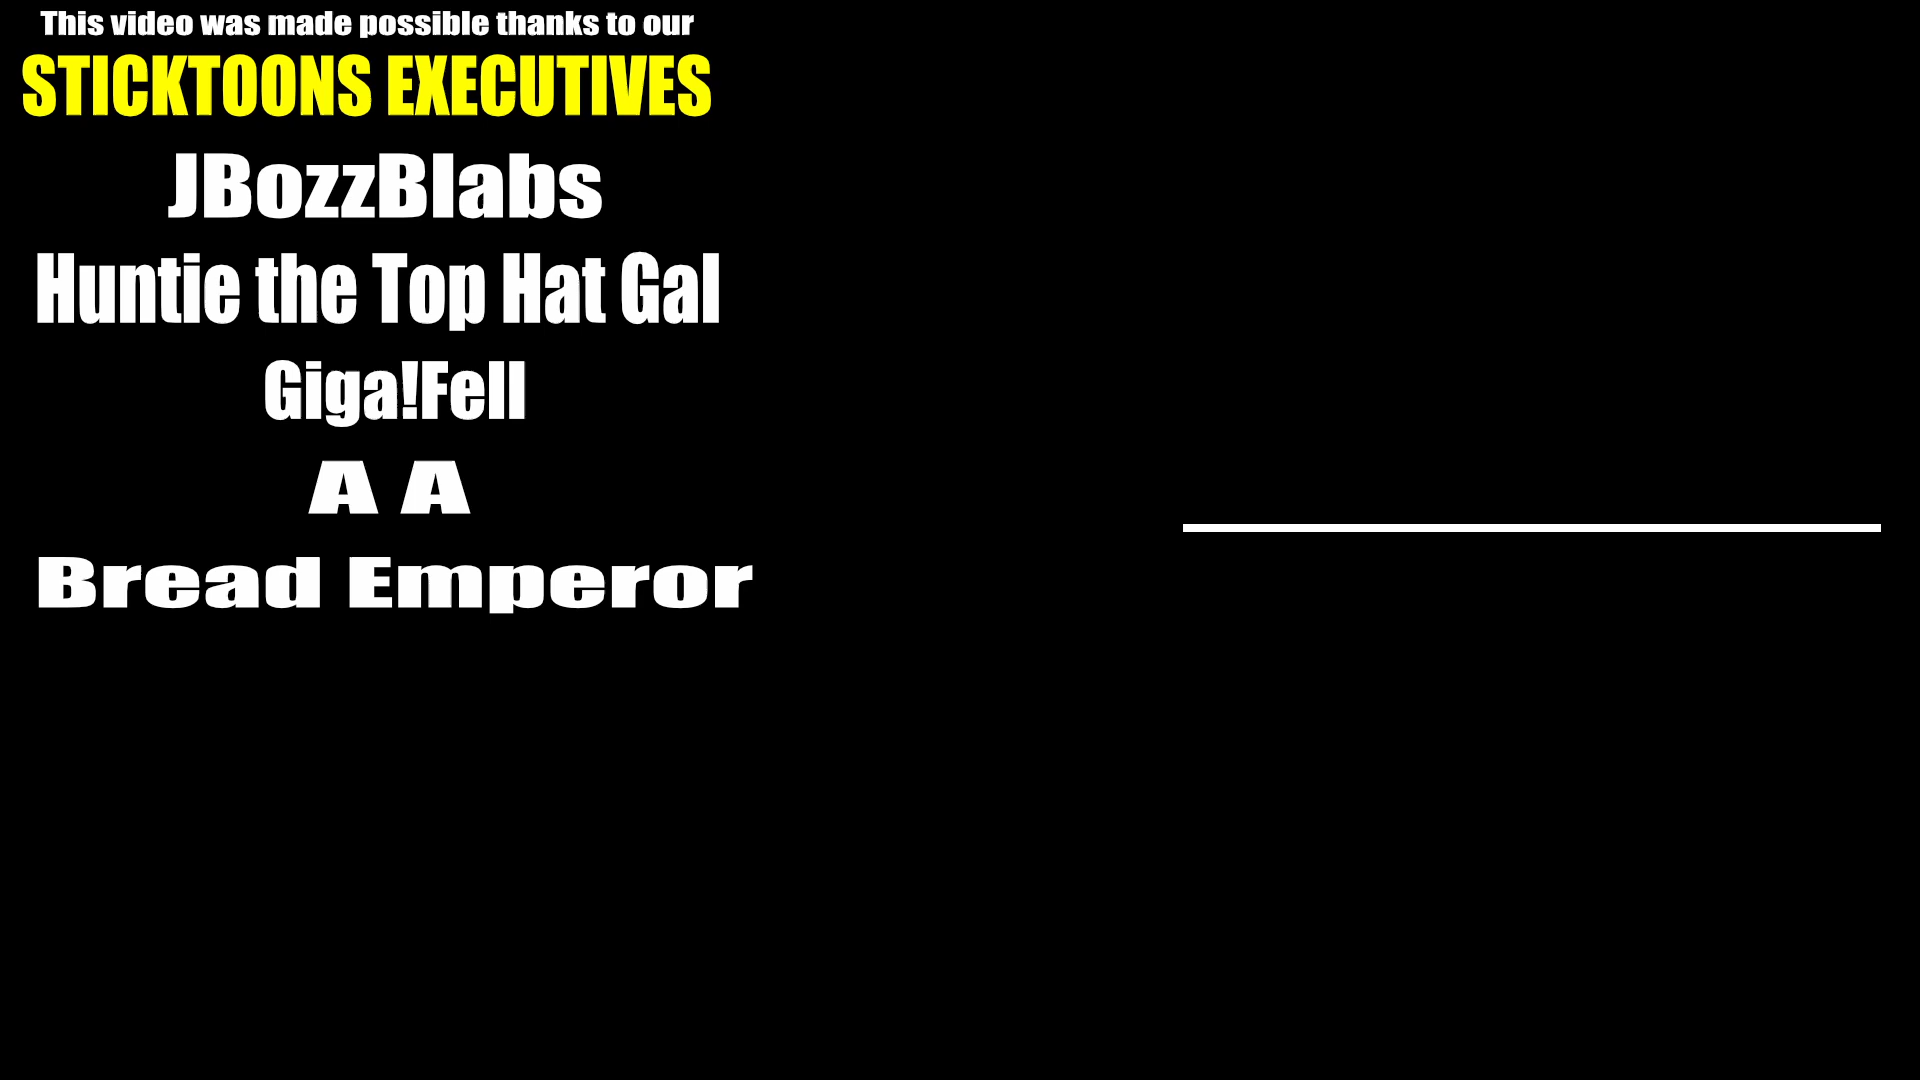 This video was made possible thanks to our
STICKTOONS EXECUTIVES
JBozzBlabs
Huntie the Top Hat Gal
Giga!Fell
A A
Bread Emperor